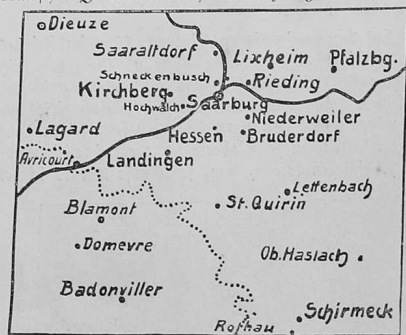 Dieuze
Saaraltdorf
Lixheim
Pfalzbg.
Schneckenbusch
Rieding
Kirchberg
Hochwalsch
Saarburg
Niederweiler
Lagard
Hessen
Bruderdorf
Avricourt
Landingen
Lettenbach
Blamont
St. Quirin
Domevre
Ob. Haslach
Badonviller
Schirmeck
Rothau